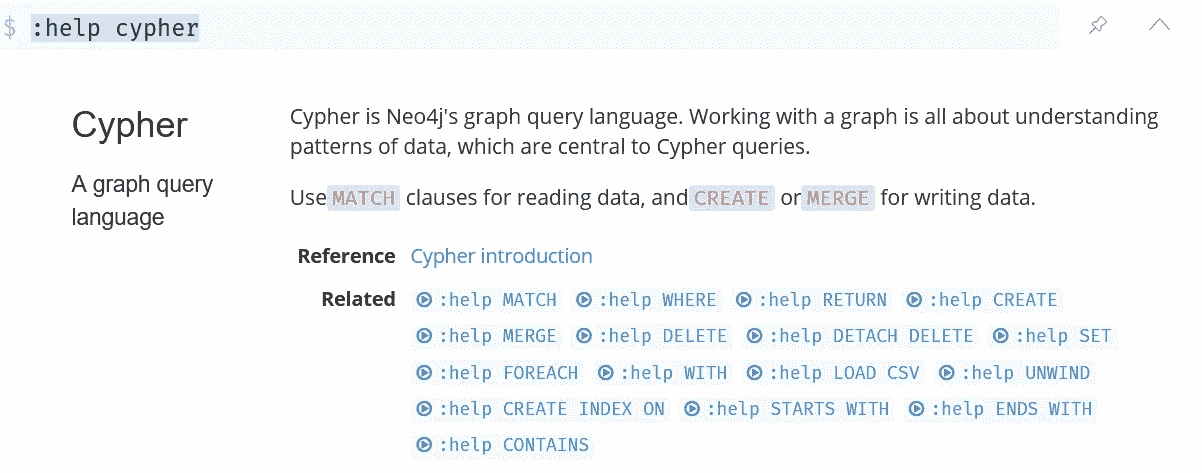 $ :help cypher
Cypher
A graph query
language
Cypher is Neo4j's graph query language. Working with a graph is all about understanding
patterns of data, which are central to Cypher queries.
Use MATCH clauses for reading data, and CREATE or MERGE for writing data.
Reference Cypher introduction
Related :help MATCH :help WHERE :help RETURN :help CREATE
:help MERGE :help DELETE :help DETACH DELETE :help SET
:help FOREACH :help WITH :help LOAD CSV :help UNWIND
:help CREATE INDEX ON :help STARTS WITH :help ENDS WITH
:help CONTAINS